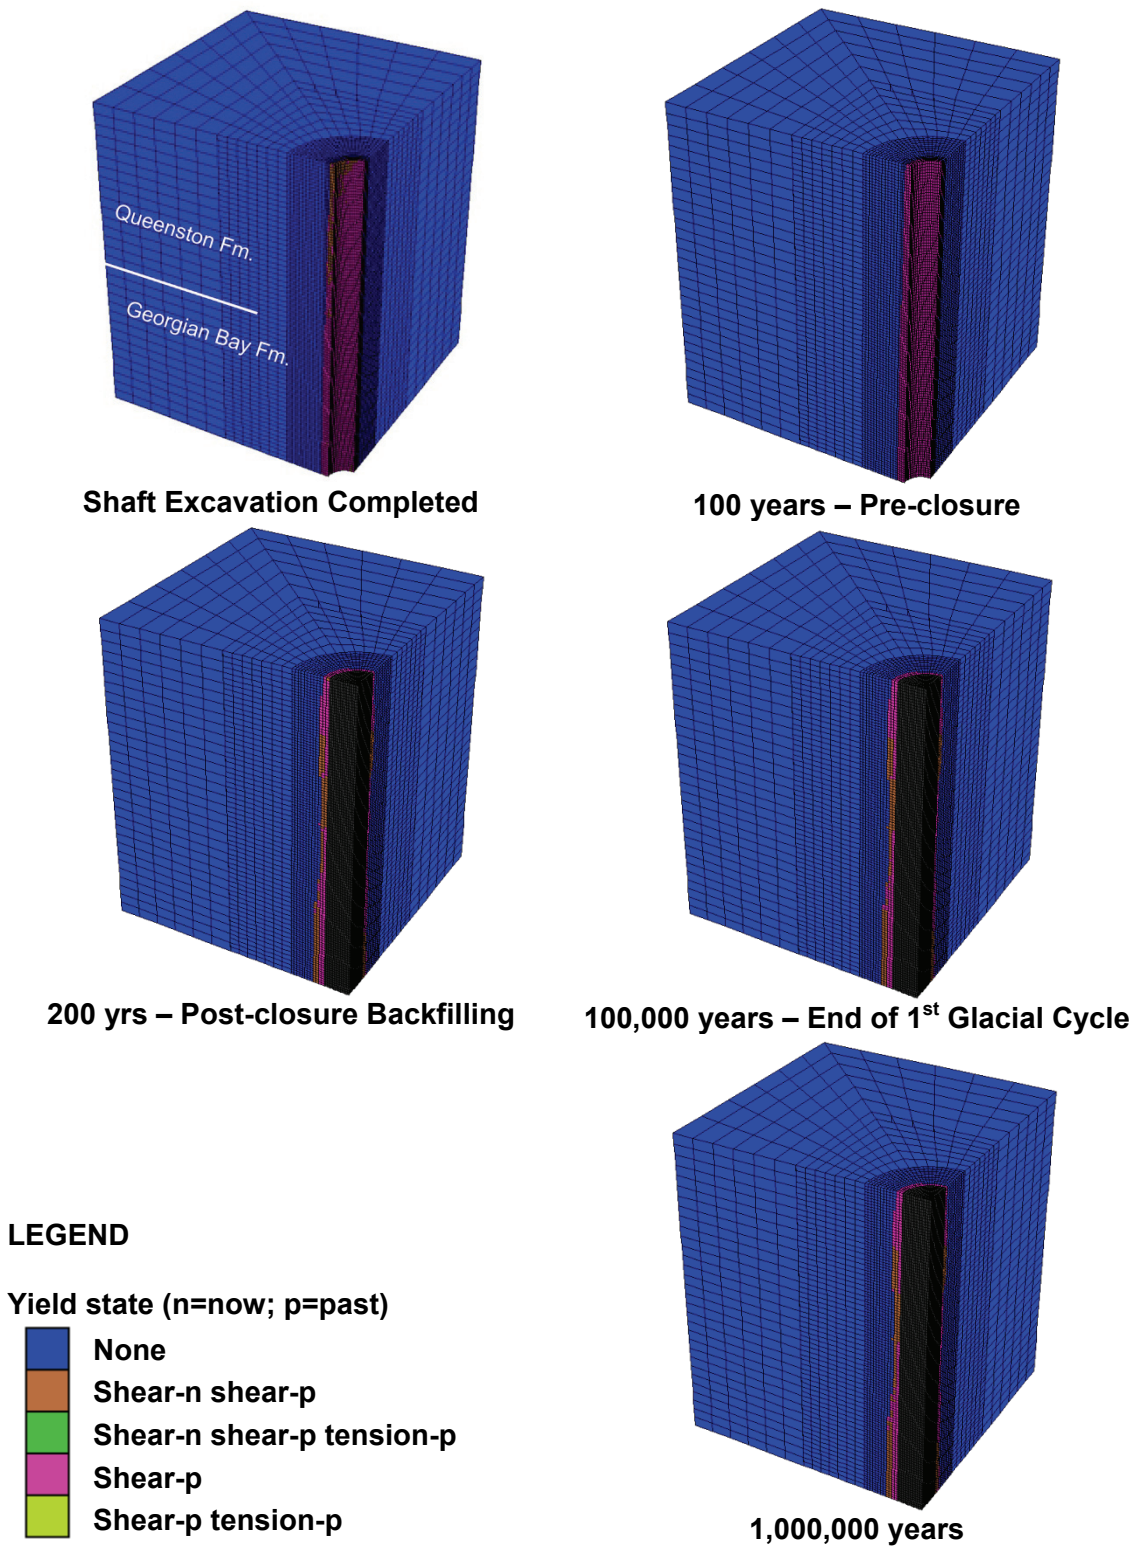 Queenston Fm.
Georgian Bay Fm.
Shaft Excavation Completed
100 years – Pre-closure
200 yrs – Post-closure Backfilling
100,000 years – End of 1st Glacial Cycle
LEGEND
Yield state (n=now; p=past)
None
Shear-n shear-p
Shear-n shear-p tension-p
Shear-p
Shear-p tension-p
1,000,000 years